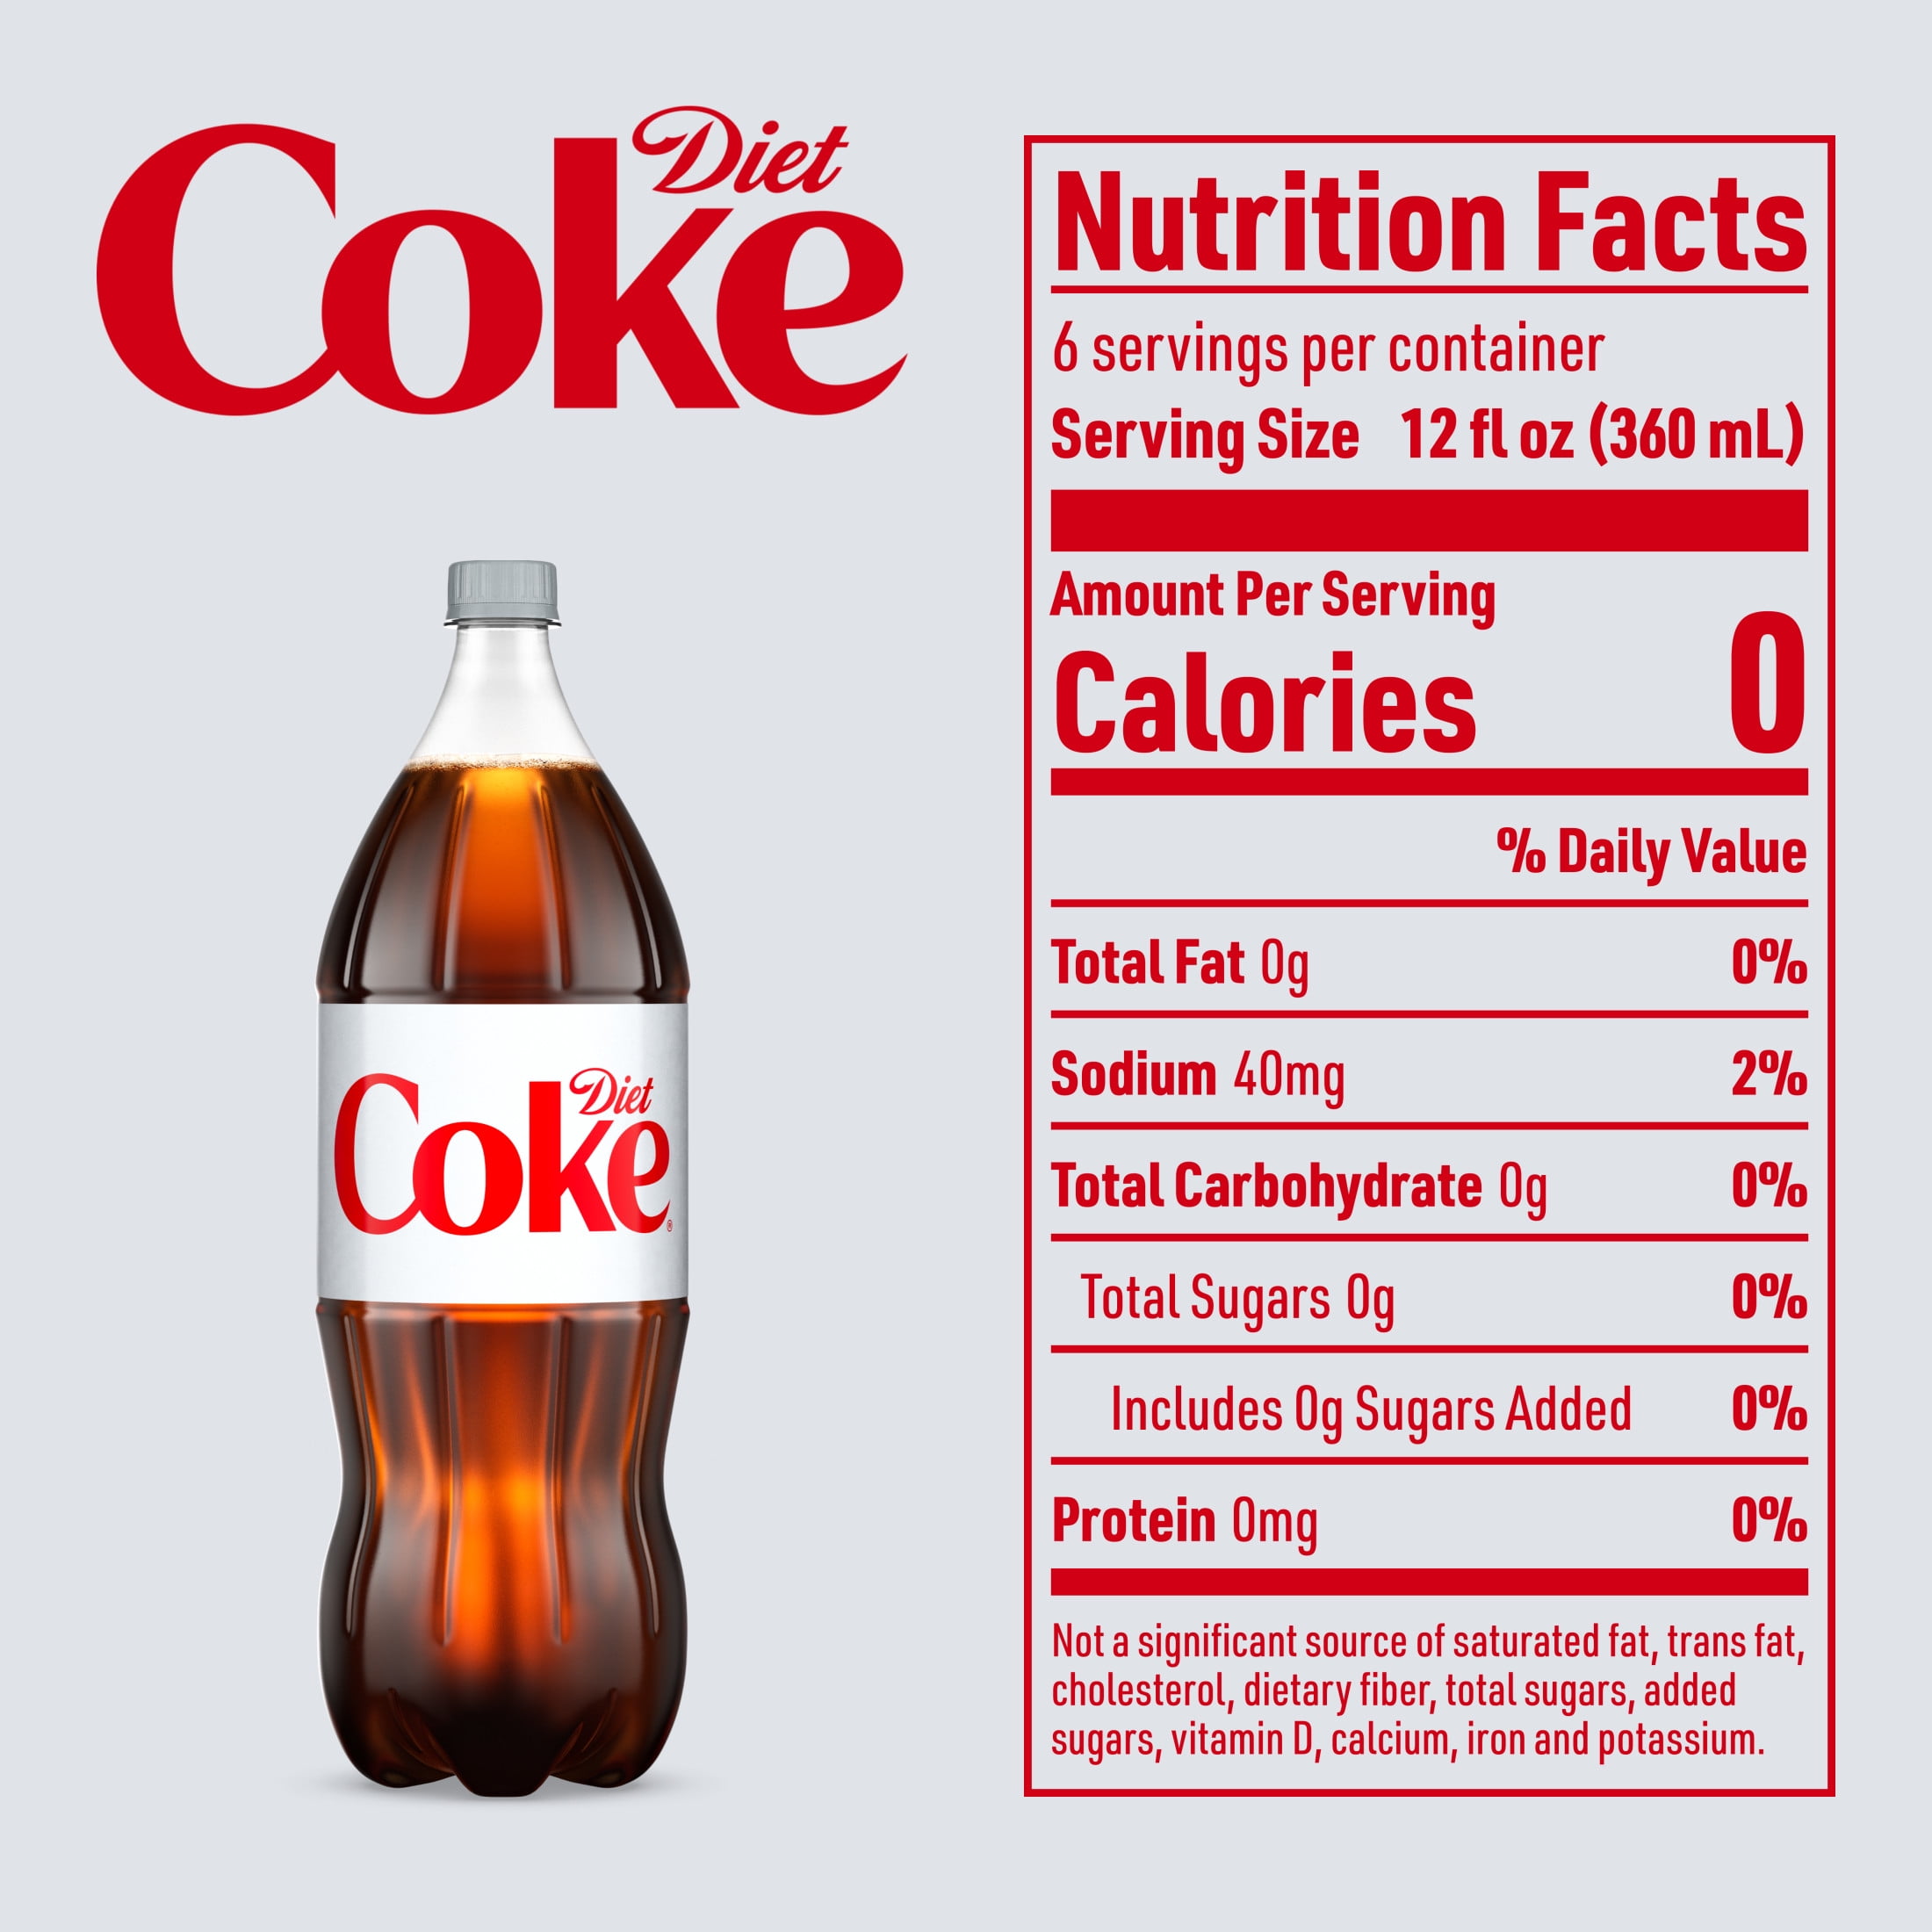 Diet
Coke
Nutrition Facts
6 servings per container
Serving Size 12 fl oz (360 mL)
Amount Per Serving
Calories 0
% Daily Value
Total Fat 0g 0%
Sodium 40mg 2%
Total Carbohydrate 0g 0%
Total Sugars 0g 0%
Includes 0g Sugars Added 0%
Protein 0mg 0%
Not a significant source of saturated fat, trans fat,
cholesterol, dietary fiber, total sugars, added
sugars, vitamin D, calcium, iron and potassium.
Diet
Coke®